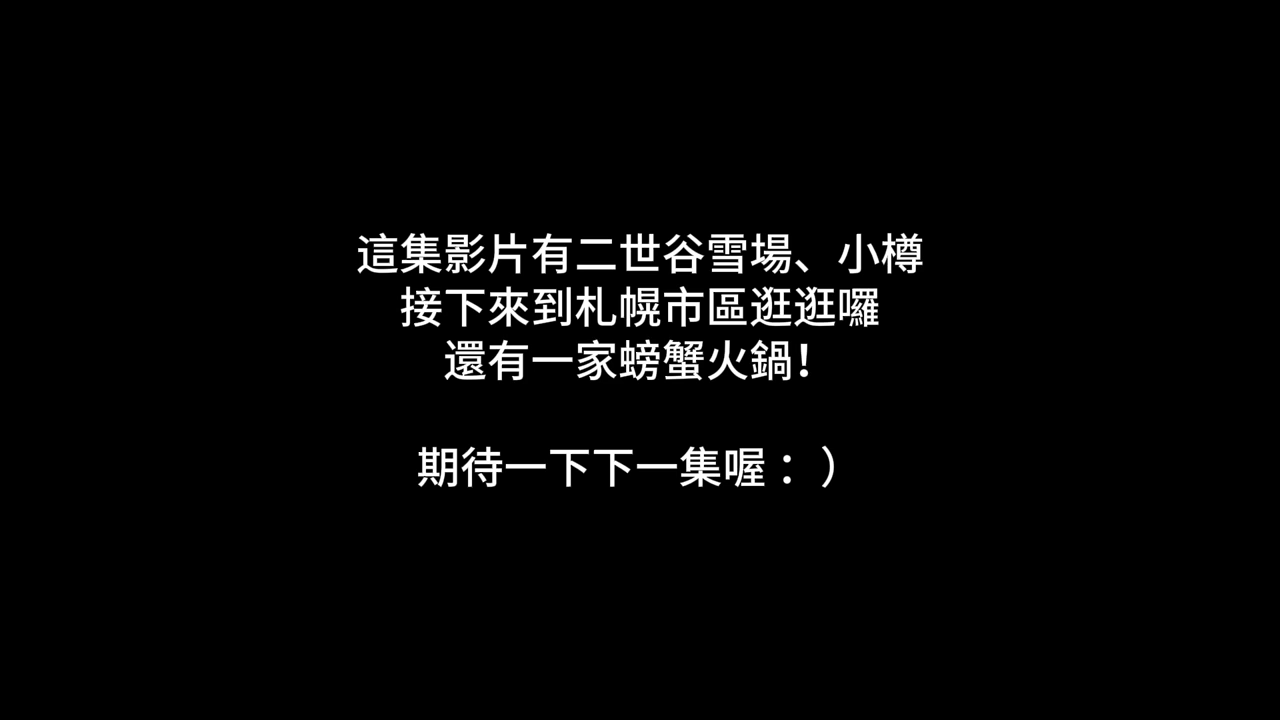 這集影片有二世谷雪場、小樽
接下來到札幌市區逛逛囉
還有一家螃蟹火鍋！
期待一下下一集喔：）